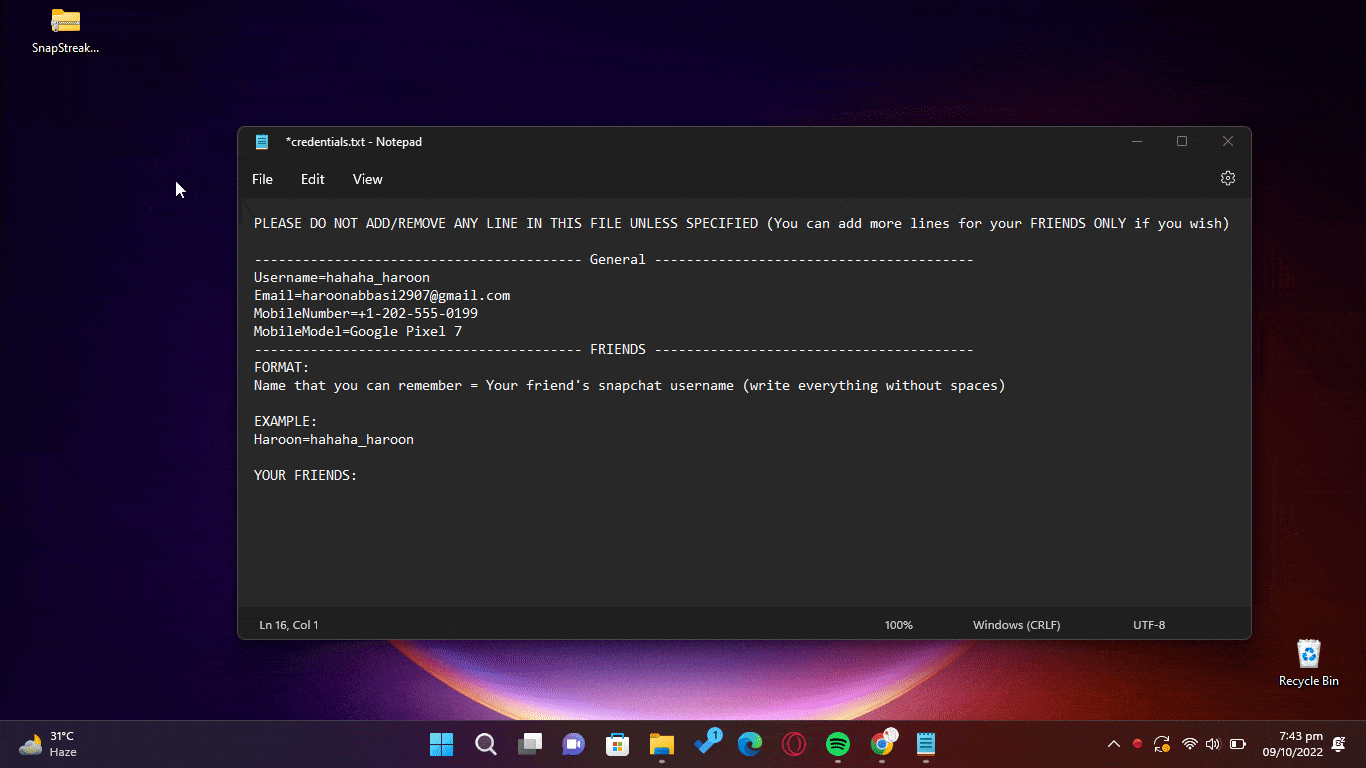 SnapStreak...
*credentials.txt - Notepad
File Edit View
PLEASE DO NOT ADD/REMOVE ANY LINE IN THIS FILE UNLESS SPECIFIED (You can add more lines for your FRIENDS ONLY if you wish)
----------------------------------------- General ----------------------------------------
Username=hahaha_haroon
Email=haroonabbasi2907@gmail.com
MobileNumber=+1-202-555-0199
MobileModel=Google Pixel 7
----------------------------------------- FRIENDS ----------------------------------------
FORMAT:
Name that you can remember = Your friend's snapchat username (write everything without spaces)
EXAMPLE:
Haroon=hahaha_haroon
YOUR FRIENDS:
Ln 16, Col 1 100% Windows (CRLF) UTF-8
Recycle Bin
31°C
Haze
1
7:43 pm
09/10/2022